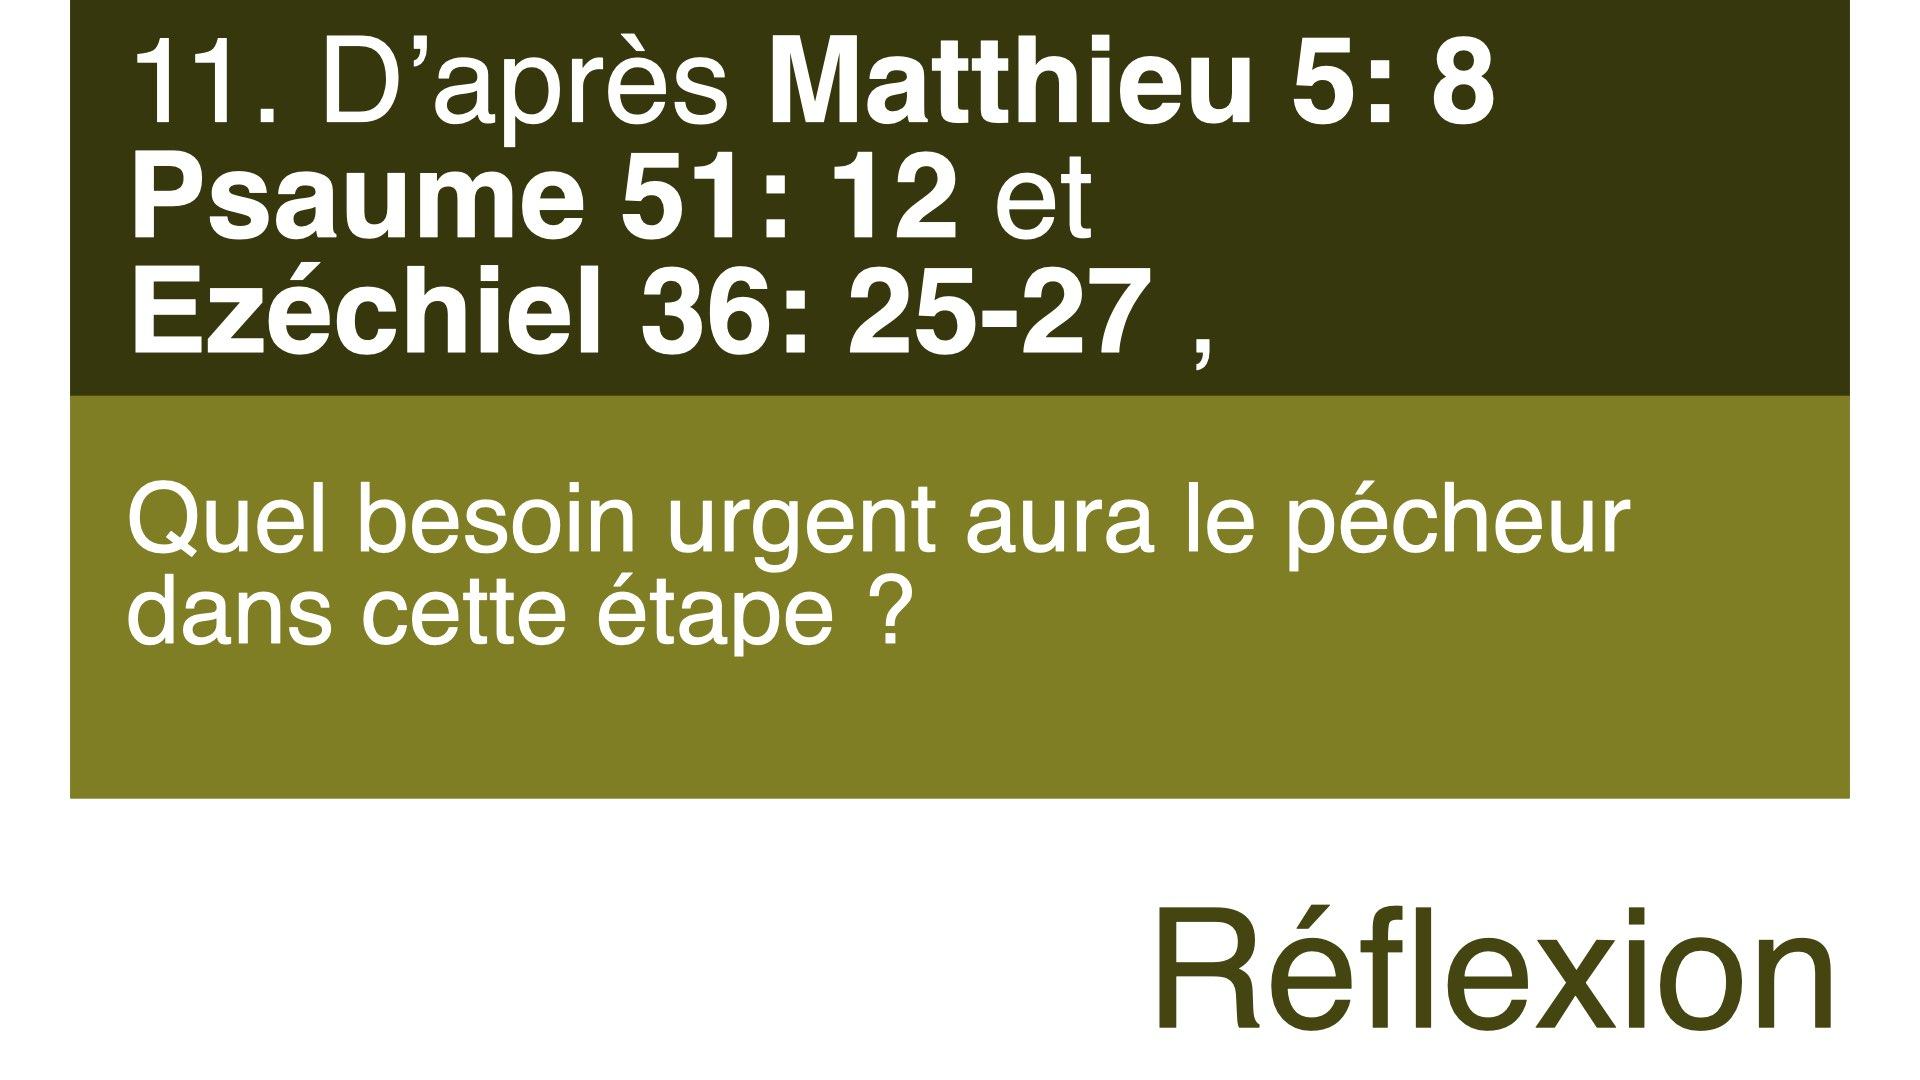 11. D’après Matthieu 5: 8
Psaume 51: 12 et
Ezéchiel 36: 25-27 ,
Quel besoin urgent aura le pécheur
dans cette étape ?
Réflexion